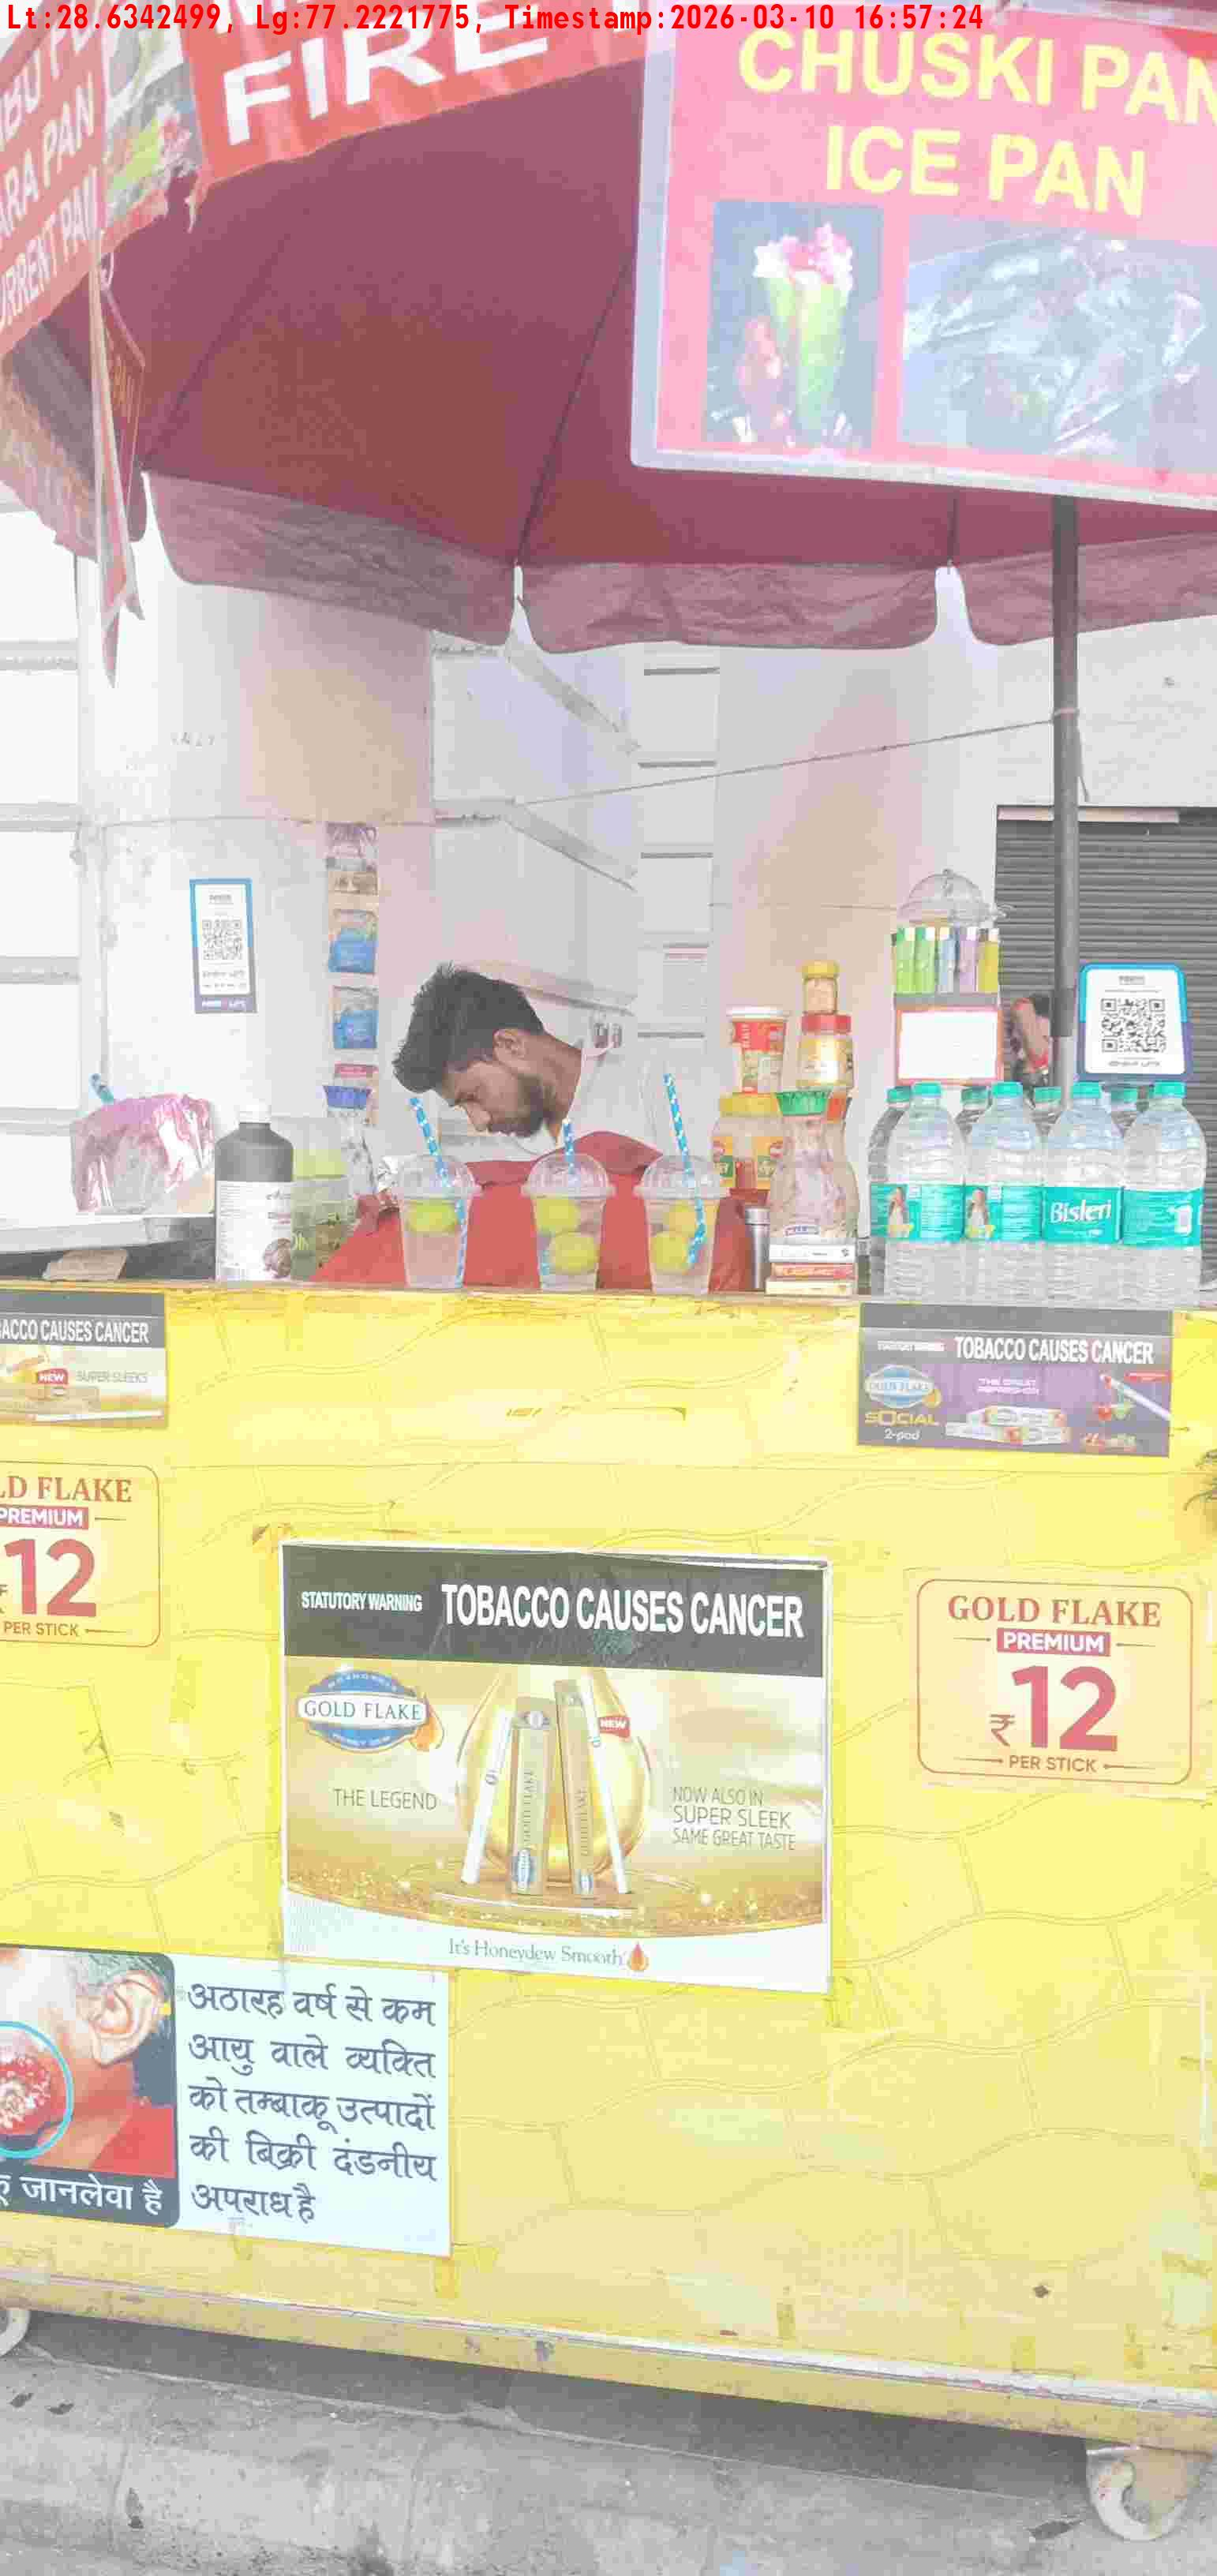 Lt:28.6342499, Lg:77.2221775, Timestamp:2026-03-10 16:57:24
FIRE
CHUSKI PAN
ICE PAN
ARA PAN
URRENT PAN
Bisleri
ACCO CAUSES CANCER
NEW SUPER SLEEKS
TOBACCO CAUSES CANCER
GOLD FLAKE
THE GREAT
SOCIAL
2-pod
LD FLAKE
PREMIUM
₹12
PER STICK
STATUTORY WARNING TOBACCO CAUSES CANCER
GOLD FLAKE
NEW
THE LEGEND
GOLD FLAKE
NOW ALSO IN
SUPER SLEEK
SAME GREAT TASTE
It's Honeydew Smooth
GOLD FLAKE
PREMIUM
₹12
PER STICK
अठारह वर्ष से कम
आयु वाले व्यक्ति
को तम्बाकू उत्पादों
की बिक्री दंडनीय
अपराध है
जानलेवा है